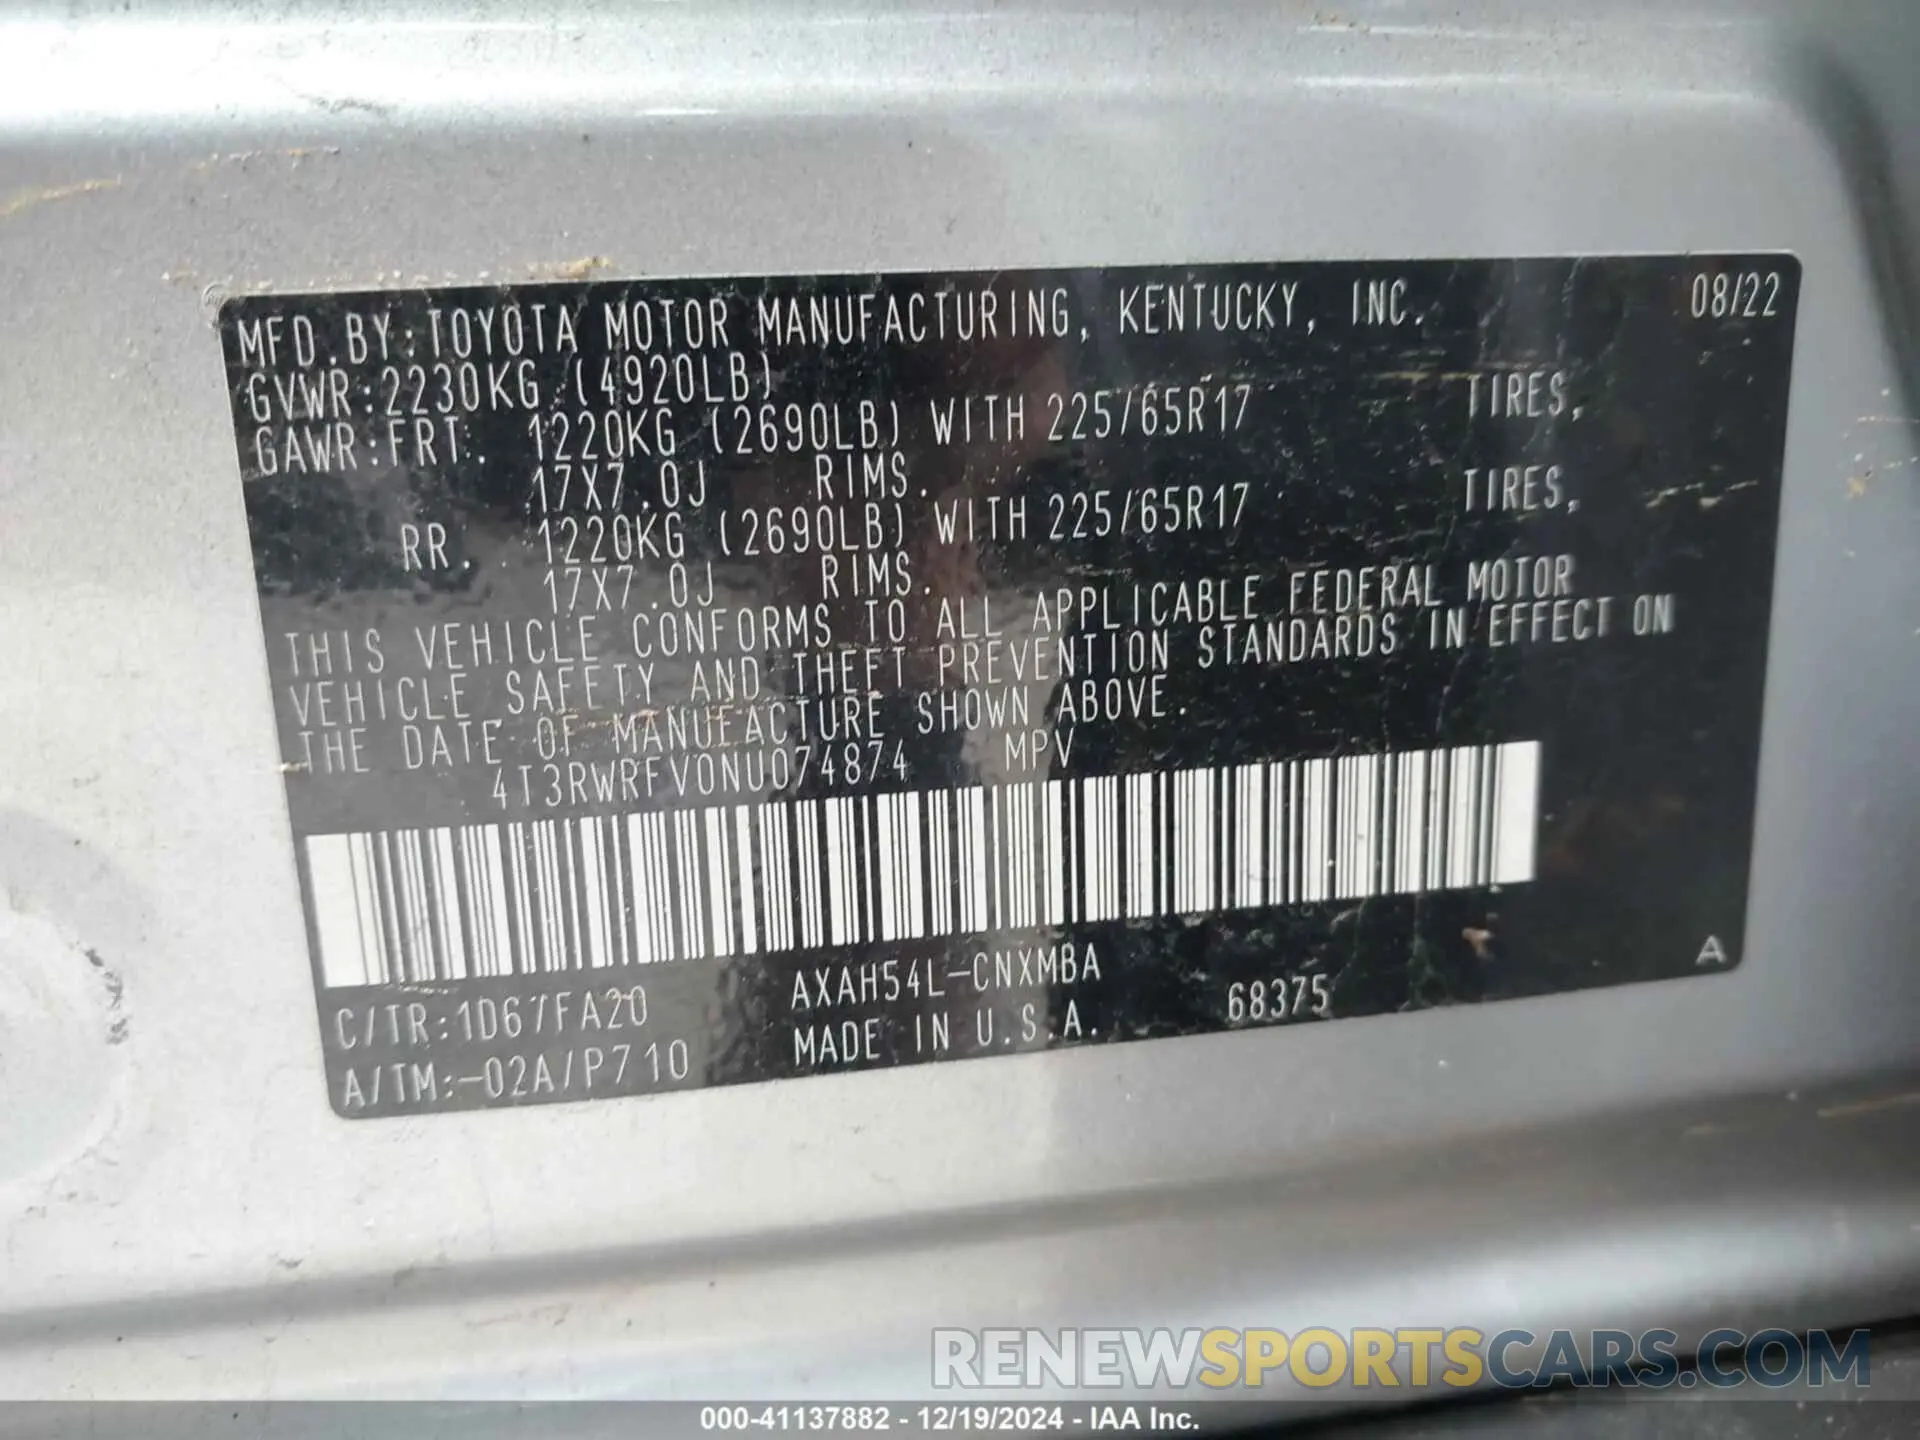 MFD.BY:TOYOTA MOTOR MANUFACTURING, KENTUCKY, INC. 08/22
GVWR:2230KG (4920LB)
GAWR:FRT. 1220KG (2690LB) WITH 225/65R17 TIRES,
17X7.0J RIMS.
RR. 1220KG (2690LB) WITH 225/65R17 TIRES,
17X7.0J RIMS.
THIS VEHICLE CONFORMS TO ALL APPLICABLE FEDERAL MOTOR
VEHICLE SAFETY AND THEFT PREVENTION STANDARDS IN EFFECT ON
THE DATE OF MANUFACTURE SHOWN ABOVE.
4T3RWRFV0NU074874 MPV
C/TR:1D67FA20 AXAH54L-CNXMBA
A/TM:-02A/P710 MADE IN U.S.A. 68375 A
RENEWSPORTSCARS.COM
000-41137882 - 12/19/2024 - IAA Inc.